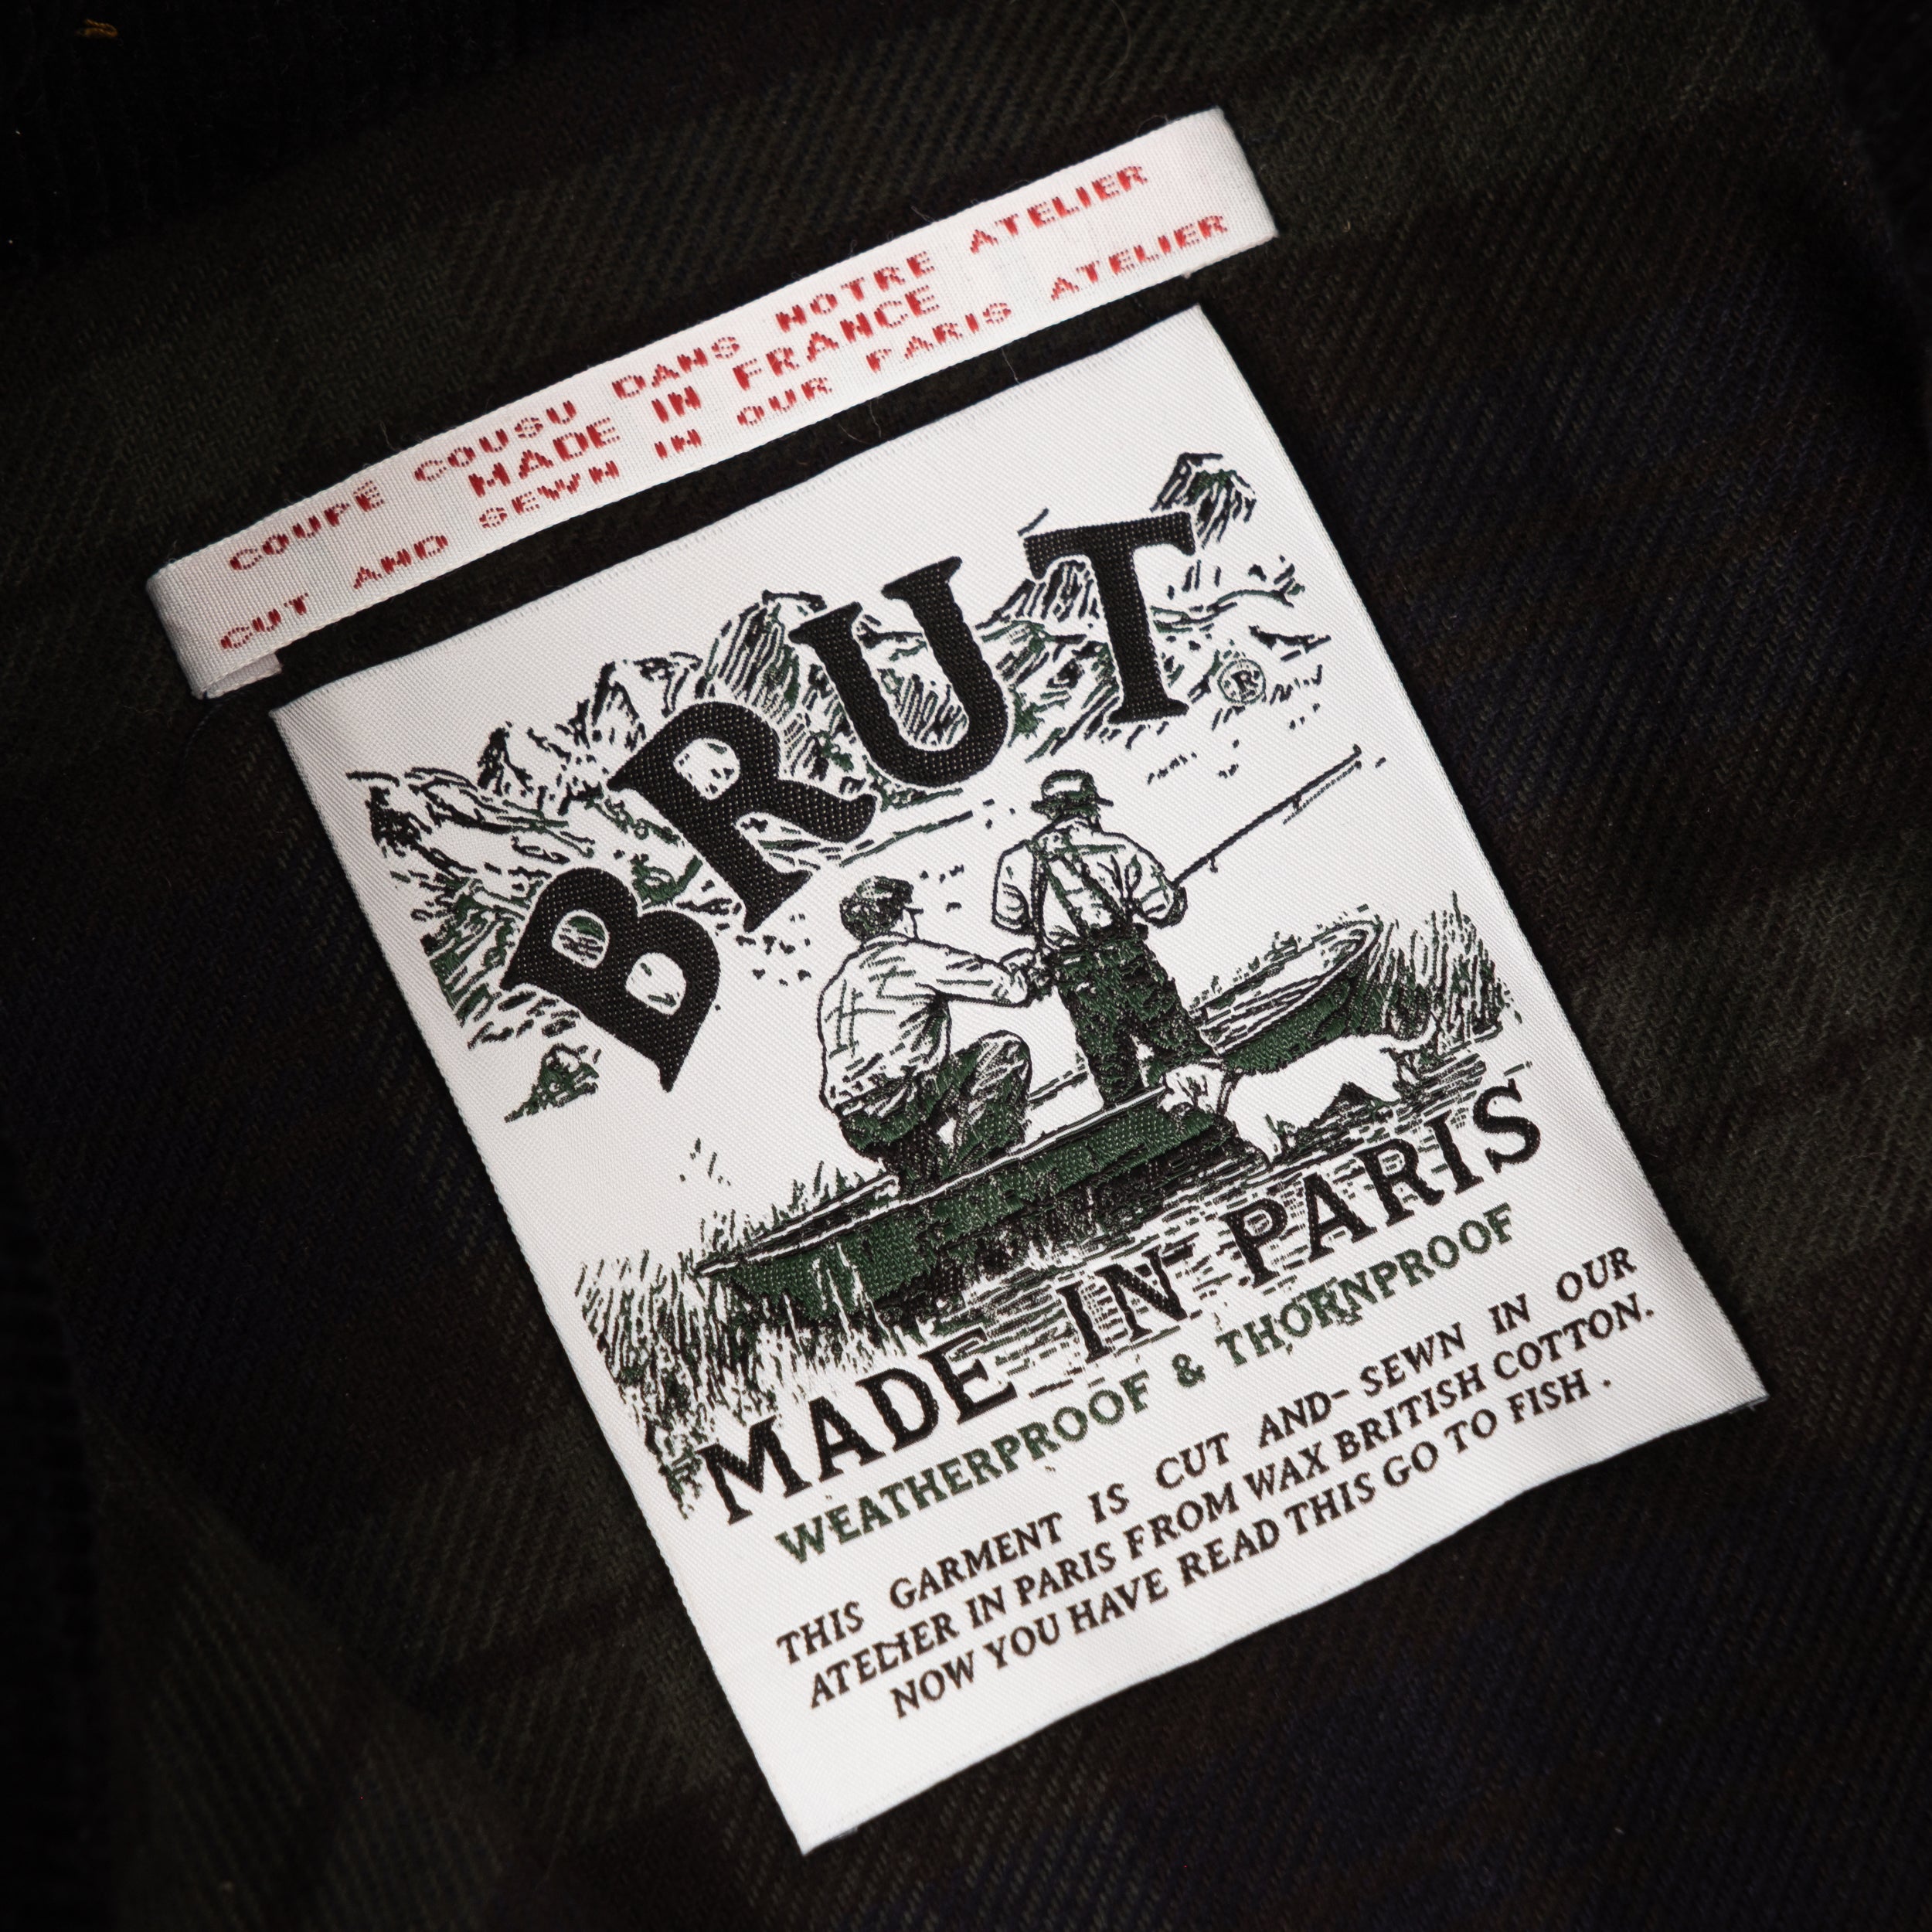 COUPÉ COUSU DANS NOTRE ATELIER
MADE IN FRANCE
CUT AND SEWN IN OUR PARIS ATELIER
BRUT
®
MADE IN PARIS
WEATHERPROOF & THORNPROOF
THIS GARMENT IS CUT AND- SEWN IN OUR
ATELIER IN PARIS FROM WAX BRITISH COTTON.
NOW YOU HAVE READ THIS GO TO FISH .